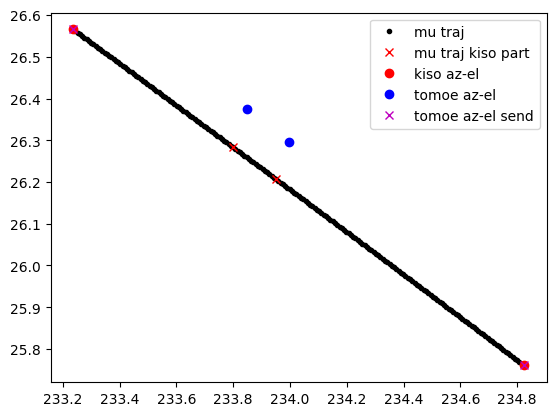 26.6
26.5
26.4
26.3
26.2
26.1
26.0
25.9
25.8
mu traj
mu traj kiso part
kiso az-el
tomoe az-el
tomoe az-el send
233.2 233.4 233.6 233.8 234.0 234.2 234.4 234.6 234.8